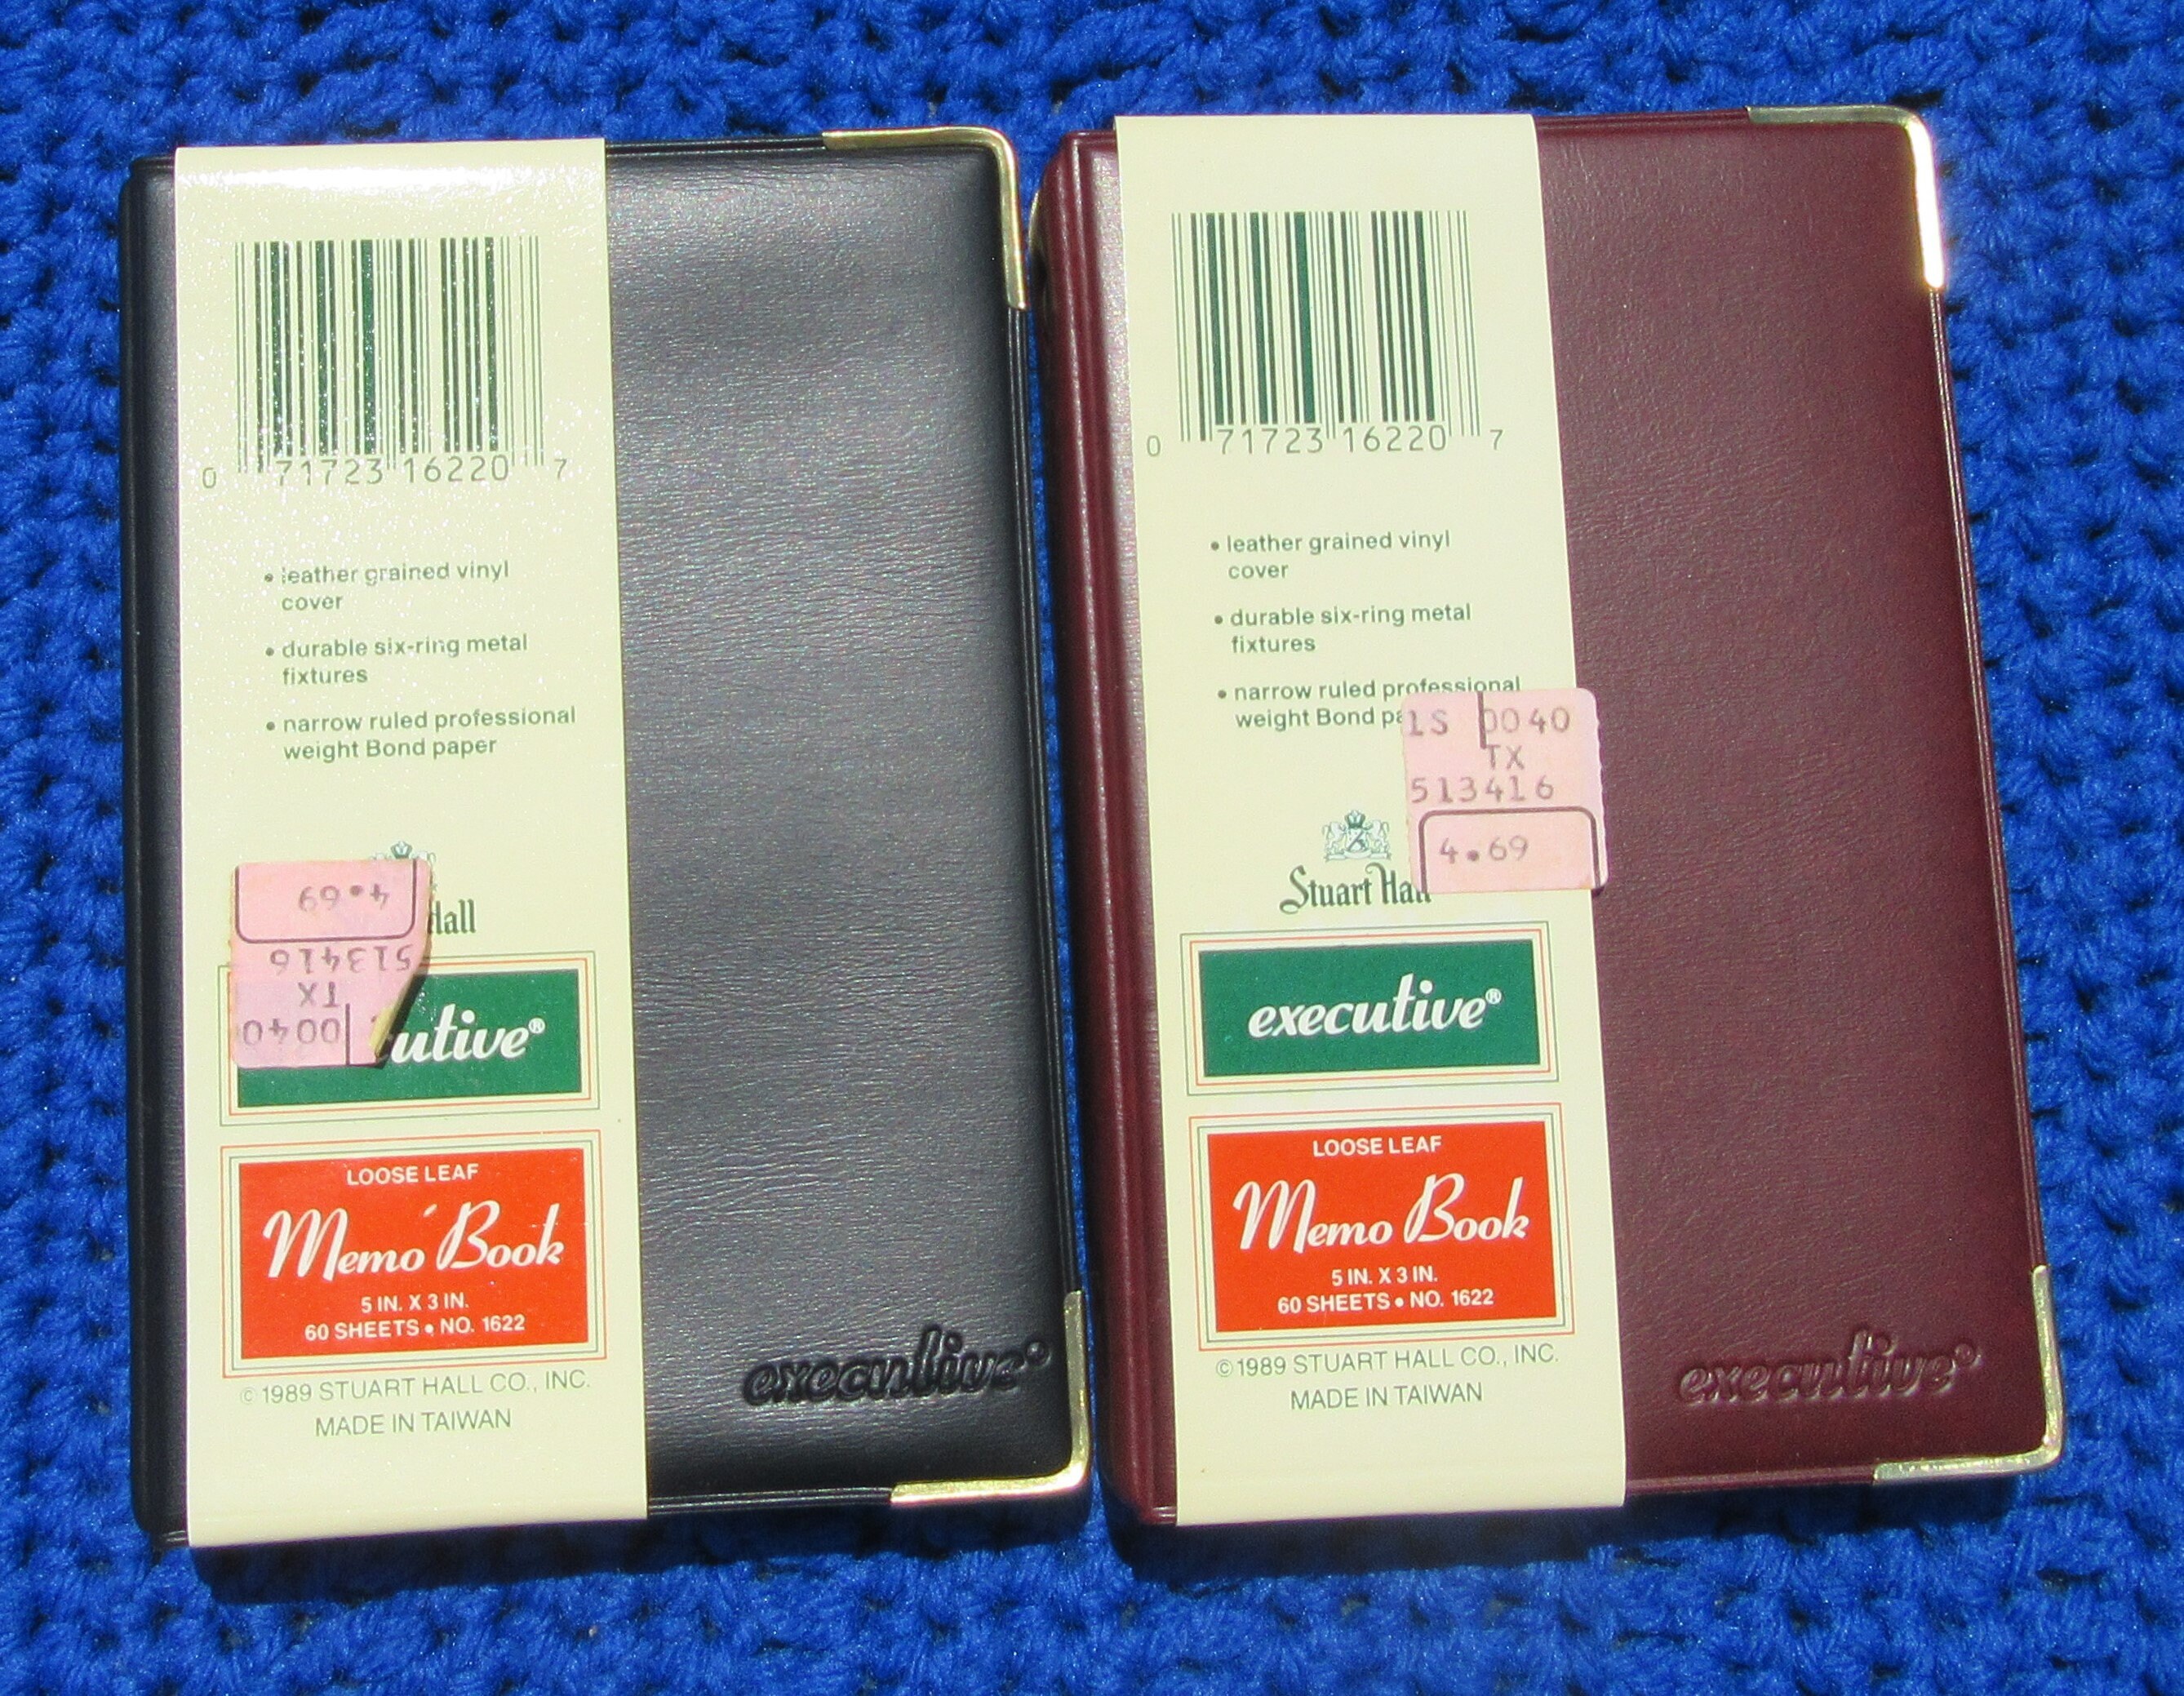 0 71723 16220 7
• leather grained vinyl
cover
• durable six-ring metal
fixtures
• narrow ruled professional
weight Bond paper
4.69
513416
TX
0040
Hall
utive®
LOOSE LEAF
Memo Book
5 IN. X 3 IN.
60 SHEETS • NO. 1622
©1989 STUART HALL CO., INC.
MADE IN TAIWAN
executive®
0 71723 16220 7
• leather grained vinyl
cover
• durable six-ring metal
fixtures
• narrow ruled professional
weight Bond pa
LS 0040
TX
513416
4.69
Stuart Hall
executive®
LOOSE LEAF
Memo Book
5 IN. X 3 IN.
60 SHEETS • NO. 1622
©1989 STUART HALL CO., INC.
MADE IN TAIWAN
executive®